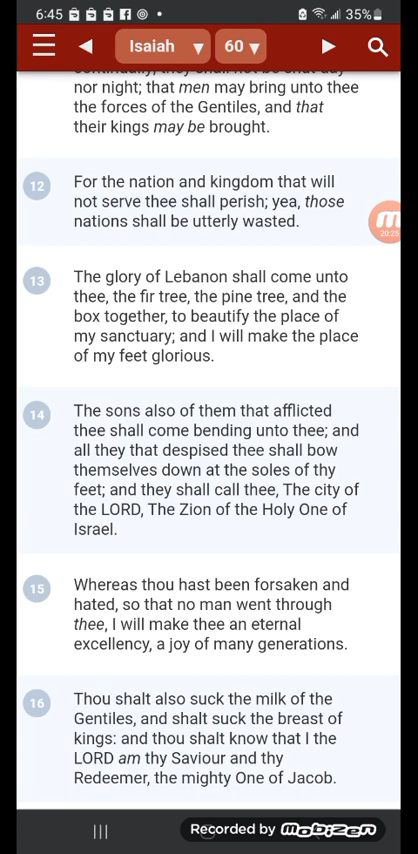 6:45 35%
Isaiah 60
continually; they shall not be shut day
nor night; that men may bring unto thee
the forces of the Gentiles, and that
their kings may be brought.
12 For the nation and kingdom that will
not serve thee shall perish; yea, those
nations shall be utterly wasted.
20:25
13 The glory of Lebanon shall come unto
thee, the fir tree, the pine tree, and the
box together, to beautify the place of
my sanctuary; and I will make the place
of my feet glorious.
14 The sons also of them that afflicted
thee shall come bending unto thee; and
all they that despised thee shall bow
themselves down at the soles of thy
feet; and they shall call thee, The city of
the LORD, The Zion of the Holy One of
Israel.
15 Whereas thou hast been forsaken and
hated, so that no man went through
thee, I will make thee an eternal
excellency, a joy of many generations.
16 Thou shalt also suck the milk of the
Gentiles, and shalt suck the breast of
kings: and thou shalt know that I the
LORD am thy Saviour and thy
Redeemer, the mighty One of Jacob.
Recorded by mobizen